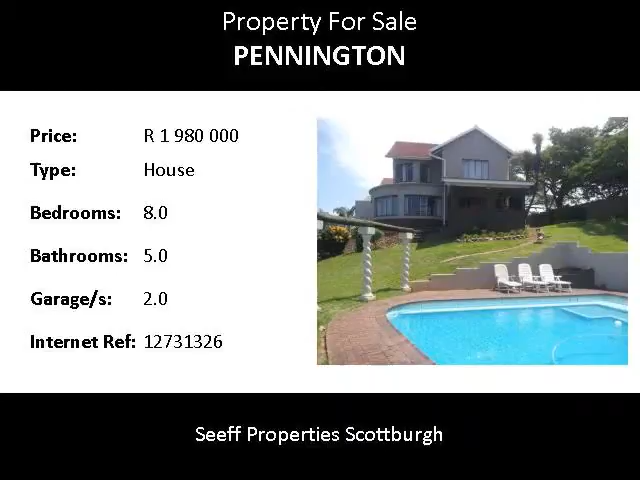 Property For Sale
PENNINGTON
Price: R 1 980 000
Type: House
Bedrooms: 8.0
Bathrooms: 5.0
Garage/s: 2.0
Internet Ref: 12731326
Seeff Properties Scottburgh